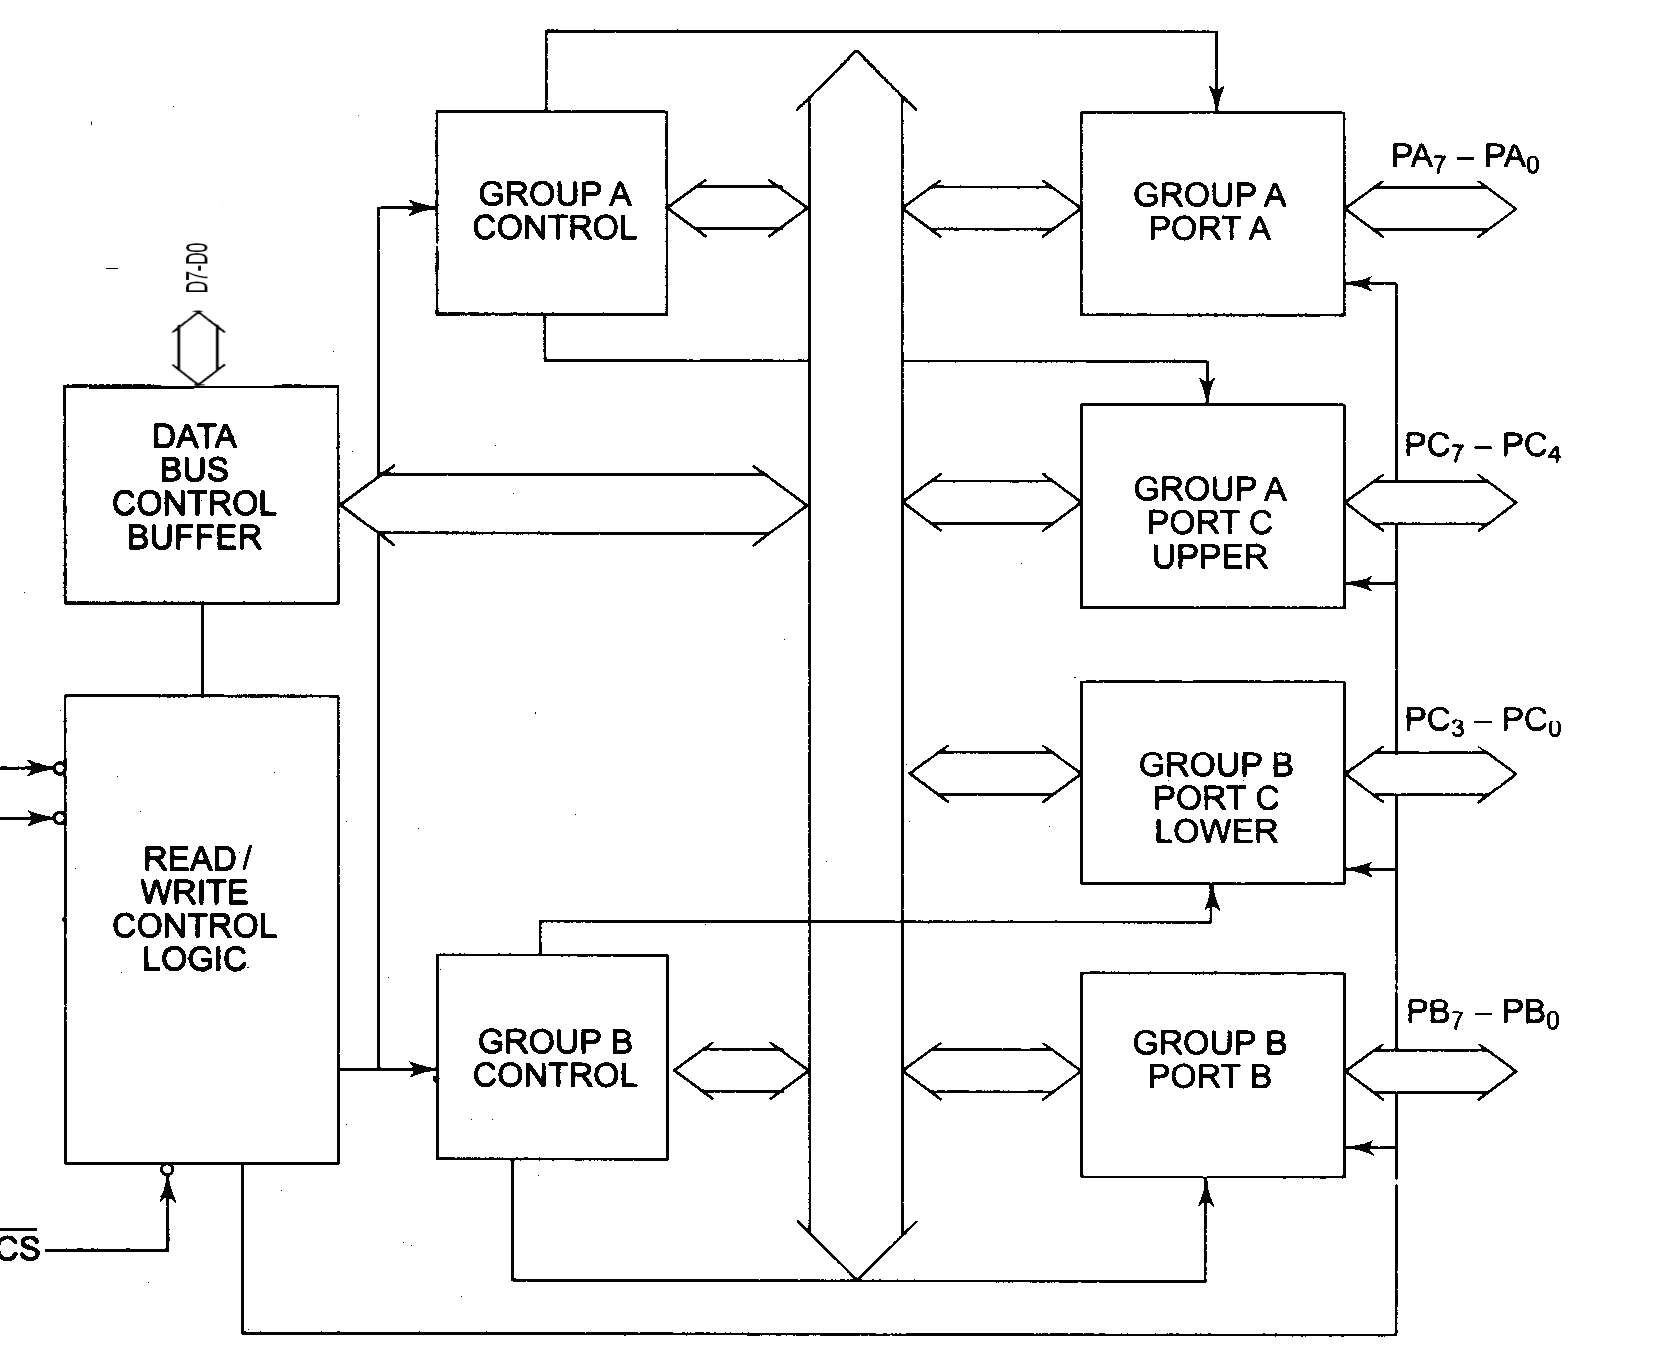 GROUP A
CONTROL
GROUP A
PORT A
PA7 – PA0
D7-D0
DATA
BUS
CONTROL
BUFFER
GROUP A
PORT C
UPPER
PC7 – PC4
READ/
WRITE
CONTROL
LOGIC
GROUP B
PORT C
LOWER
PC3 – PC0
GROUP B
CONTROL
GROUP B
PORT B
PB7 – PB0
CS